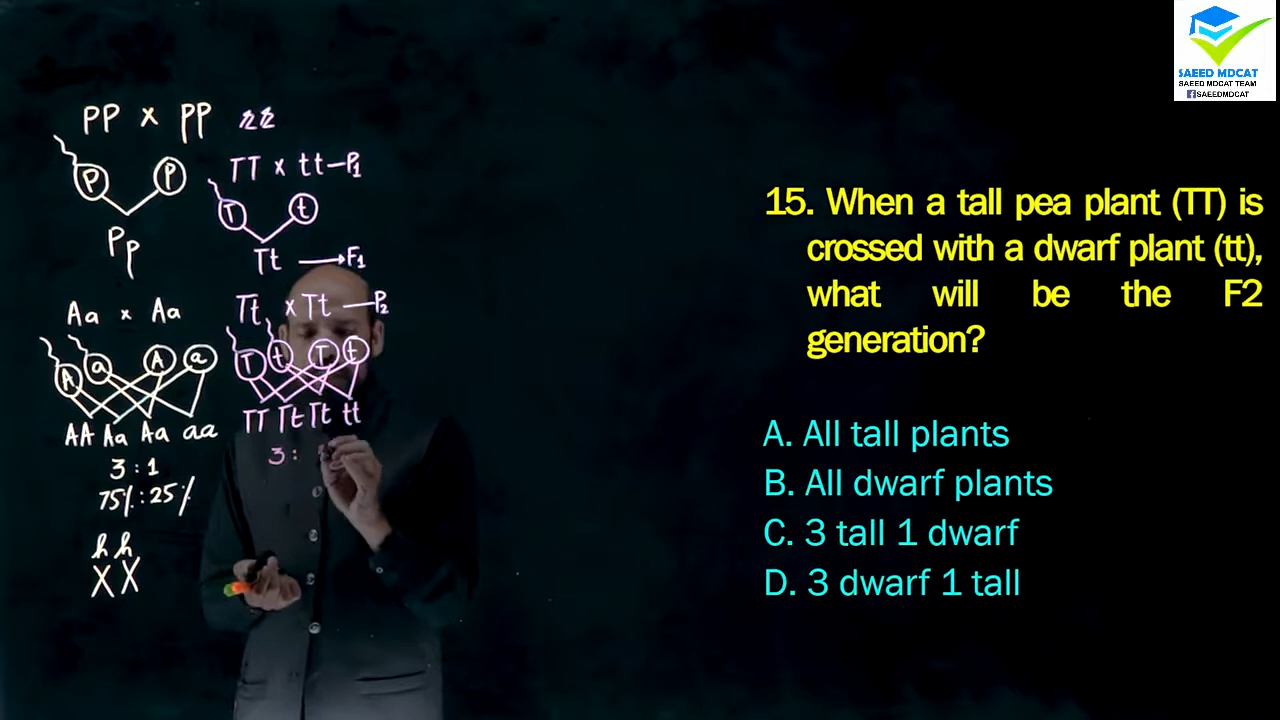 SAEED MDCAT
SAEED MDCAT TEAM
SAEEDMDCAT
PP × pp
TT × tt–P1
P P
T t
Pp
Tt → F1
Aa × Aa
Tt × Tt — P2
A a A a
T t T t
AA Aa Aa aa
TT Tt Tt tt
3 : 1
3 :
75% : 25%
h h
X X
15. When a tall pea plant (TT) is
crossed with a dwarf plant (tt),
what will be the F2
generation?
A. All tall plants
B. All dwarf plants
C. 3 tall 1 dwarf
D. 3 dwarf 1 tall